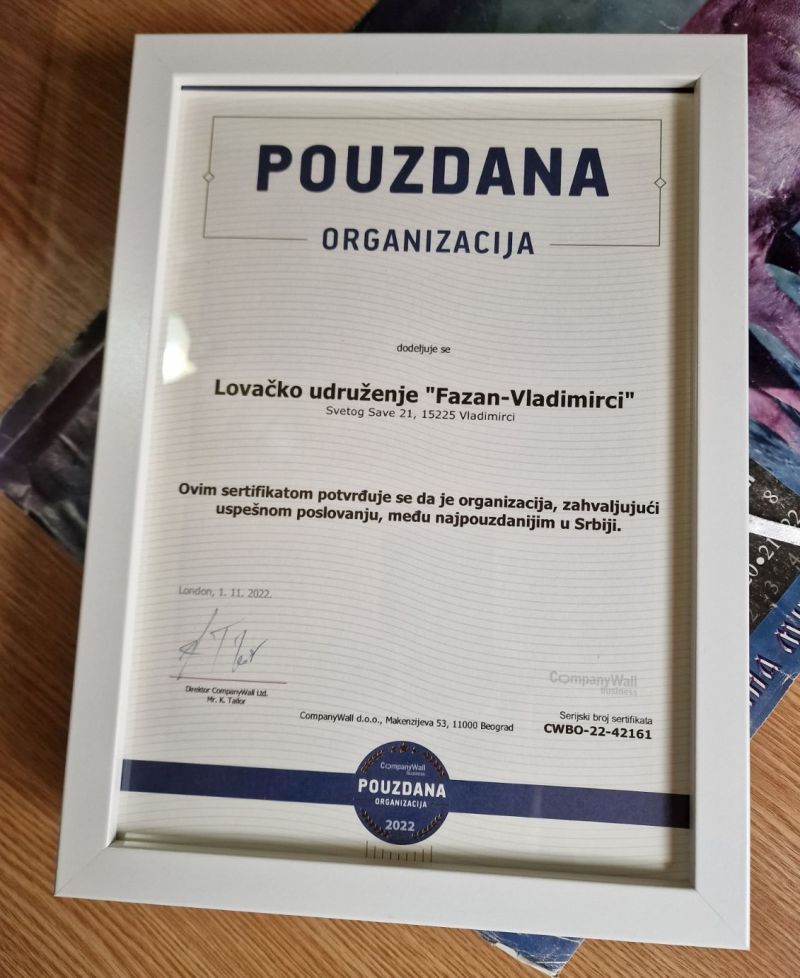 POUZDANA
ORGANIZACIJA
dodeljuje se
Lovačko udruženje "Fazan-Vladimirci"
Svetog Save 21, 15225 Vladimirci
Ovim sertifikatom potvrđuje se da je organizacija, zahvaljujući
uspešnom poslovanju, među najpouzdanijim u Srbiji.
London, 1. 11. 2022.
Direktor CompanyWall Ltd.
Mr. K. Tailor
CompanyWall
Business
CompanyWall d.o.o., Makenzijeva 53, 11000 Beograd
Serijski broj sertifikata
CWBO-22-42161
CompanyWall
Business
POUZDANA
ORGANIZACIJA
2022